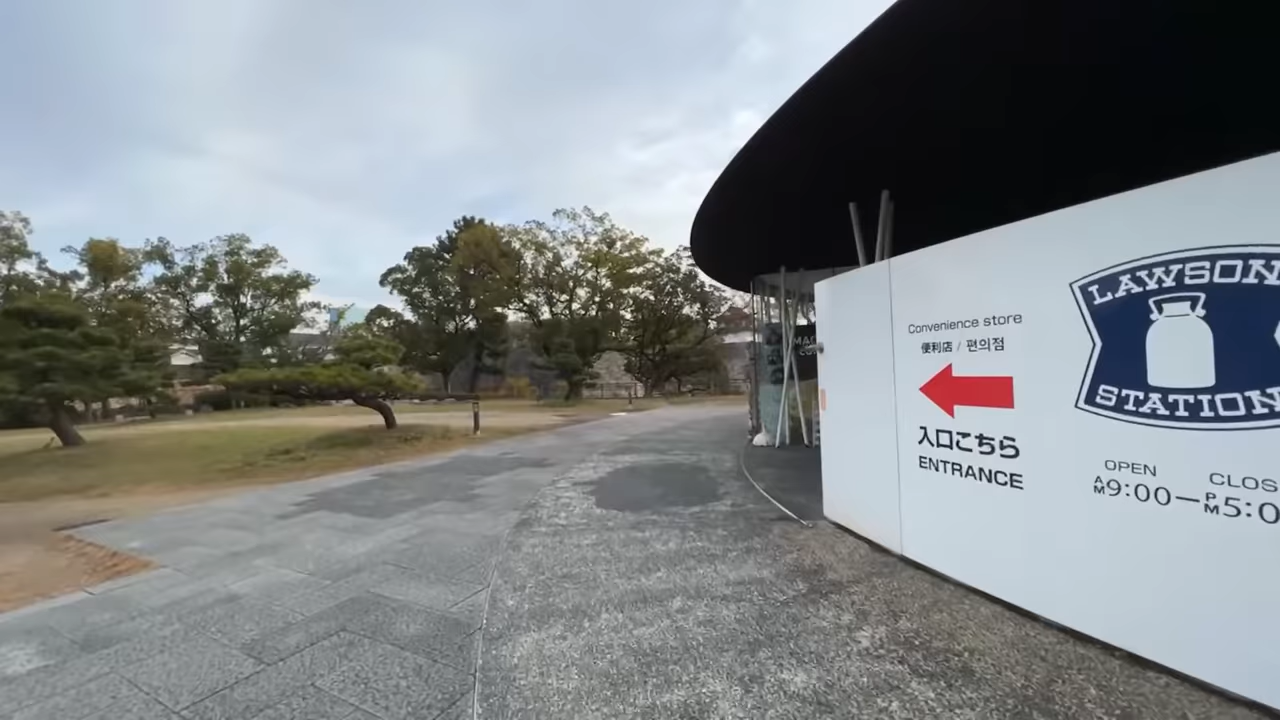 Convenience store
便利店 / 편의점
入口こちら
ENTRANCE
LAWSON
STATION
OPEN
CLOS
AM9:00—PM5:0